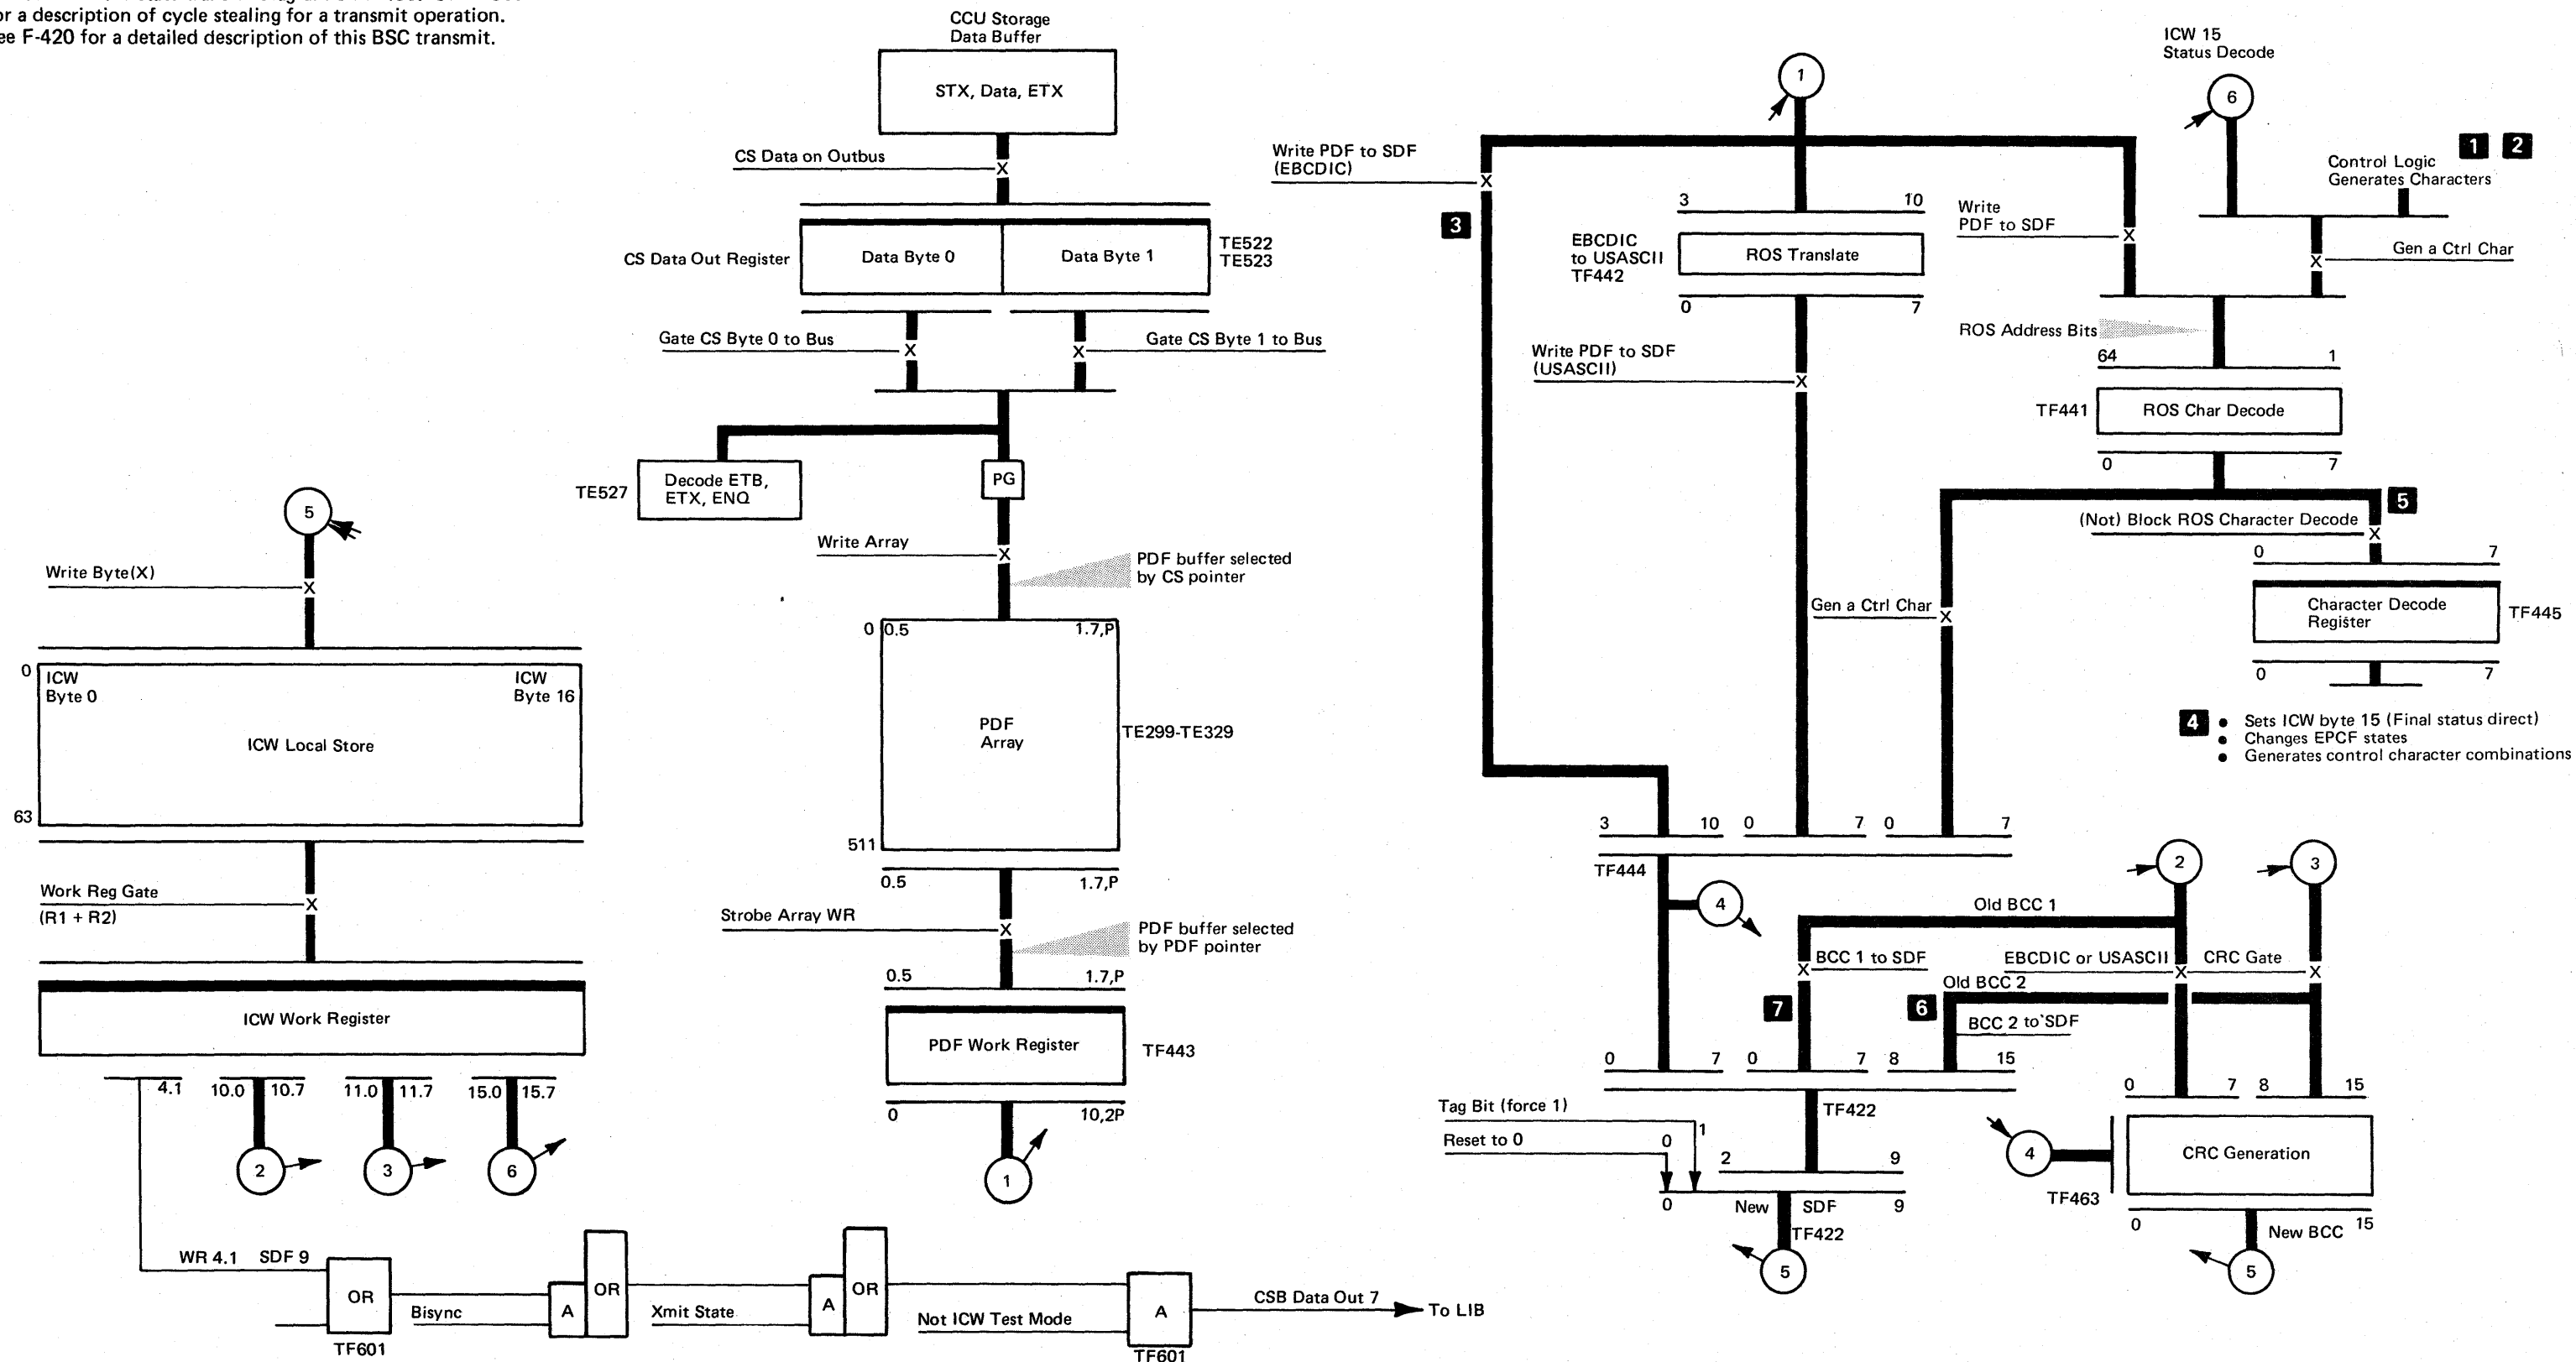 or a description of cycle stealing for a transmit operation.
ee F-420 for a detailed description of this BSC transmit.
CCU Storage
Data Buffer
STX, Data, ETX
CS Data on Outbus
CS Data Out Register
Data Byte 0
Data Byte 1
TE522
TE523
Gate CS Byte 0 to Bus
X
X
Gate CS Byte 1 to Bus
TE527
Decode ETB,
ETX, ENQ
PG
Write Array
X
PDF buffer selected
by CS pointer
0
0.5
1.7,P
PDF
Array
TE299-TE329
511
0.5
1.7,P
Strobe Array WR
X
PDF buffer selected
by PDF pointer
0.5
1.7,P
PDF Work Register
TF443
0
10,2P
1
5
Write Byte(X)
X
0
ICW
Byte 0
ICW
Byte 16
ICW Local Store
63
Work Reg Gate
(R1 + R2)
X
ICW Work Register
4.1
10.0
10.7
11.0
11.7
15.0
15.7
2
3
6
WR 4.1
SDF 9
OR
TF601
Bisync
A
OR
Xmit State
A
OR
Not ICW Test Mode
A
TF601
CSB Data Out 7
To LIB
1
Write PDF to SDF
(EBCDIC)
X
3
3
10
EBCDIC
to USASCII
TF442
ROS Translate
0
7
Write PDF to SDF
(USASCII)
X
ICW 15
Status Decode
6
1
2
Control Logic
Generates Characters
Write
PDF to SDF
X
X
Gen a Ctrl Char
ROS Address Bits
64
1
TF441
ROS Char Decode
0
7
5
(Not) Block ROS Character Decode
X
0
7
Character Decode
Register
TF445
0
7
Gen a Ctrl Char
X
4
● Sets ICW byte 15 (Final status direct)
● Changes EPCF states
● Generates control character combinations
3
10
0
7
0
7
TF444
4
2
3
Old BCC 1
BCC 1 to SDF
X
EBCDIC or USASCII
X
CRC Gate
X
Old BCC 2
7
6
BCC 2 to SDF
0
7
0
7
8
15
0
7
8
15
TF422
Tag Bit (force 1)
Reset to 0
0
1
2
9
0
New
SDF
9
TF422
5
4
TF463
CRC Generation
0
15
New BCC
5